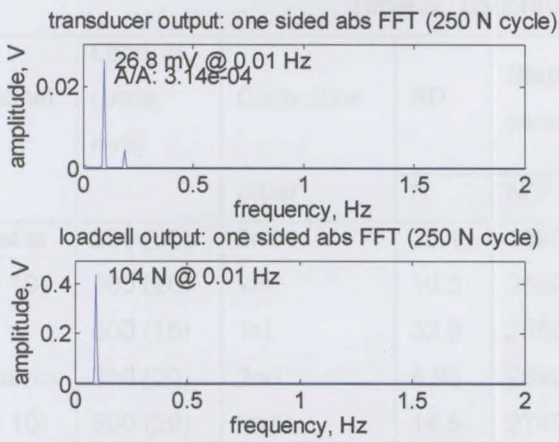 transducer output: one sided abs FFT (250 N cycle)
26.8 mV @ 0.01 Hz
A/A: 3.14e-04
amplitude, V
0.02
0
0 0.5 1 1.5 2
frequency, Hz
loadcell output: one sided abs FFT (250 N cycle)
104 N @ 0.01 Hz
amplitude, V
0.4
0.2
0
0 0.5 1 1.5 2
frequency, Hz